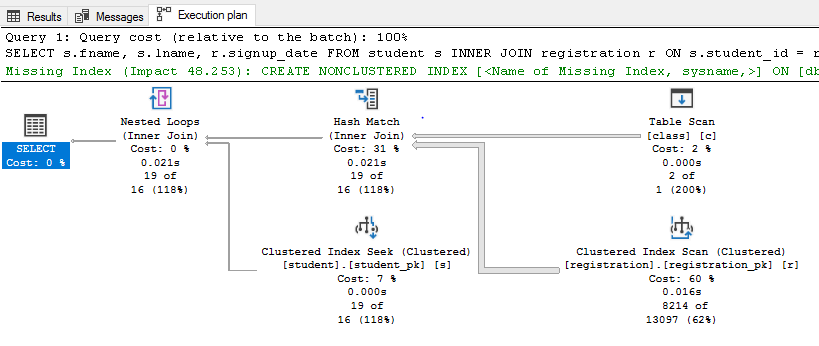 Results Messages Execution plan
Query 1: Query cost (relative to the batch): 100%
SELECT s.fname, s.lname, r.signup_date FROM student s INNER JOIN registration r ON s.student_id = r
Missing Index (Impact 48.253): CREATE NONCLUSTERED INDEX [<Name of Missing Index, sysname,>] ON [db
SELECT
Cost: 0 %
Nested Loops
(Inner Join)
Cost: 0 %
0.021s
19 of
16 (118%)
Hash Match
(Inner Join)
Cost: 31 %
0.021s
19 of
16 (118%)
Table Scan
[class] [c]
Cost: 2 %
0.000s
2 of
1 (200%)
Clustered Index Seek (Clustered)
[student].[student_pk] [s]
Cost: 7 %
0.000s
19 of
16 (118%)
Clustered Index Scan (Clustered)
[registration].[registration_pk] [r]
Cost: 60 %
0.016s
8214 of
13097 (62%)